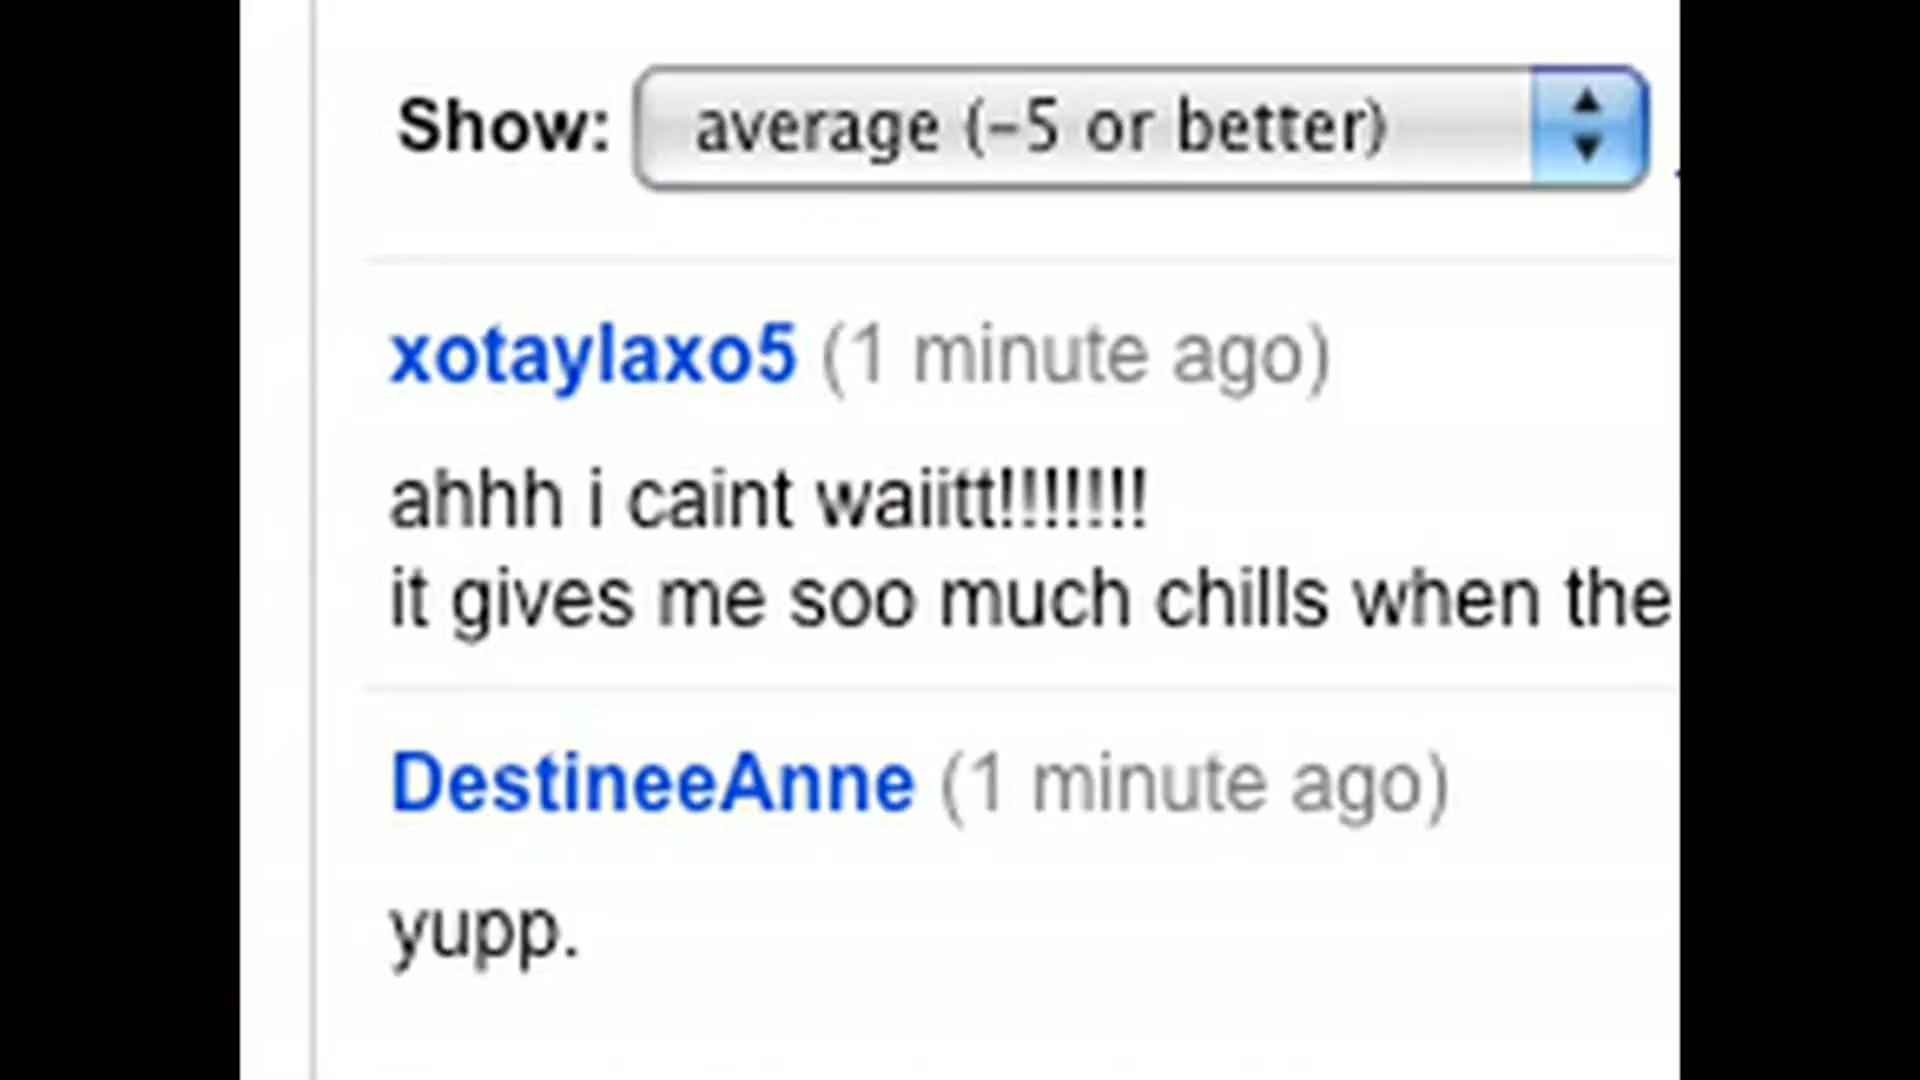 Show: average (-5 or better)
xotaylaxo5 (1 minute ago)
ahhh i caint waiitt!!!!!!!
it gives me soo much chills when the
DestineeAnne (1 minute ago)
yupp.